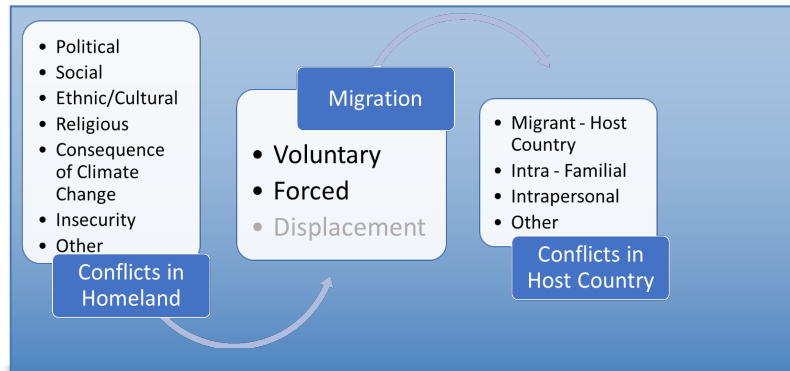 • Political
• Social
• Ethnic/Cultural
• Religious
• Consequence
of Climate
Change
• Insecurity
• Other
Conflicts in
Homeland
Migration
• Voluntary
• Forced
• Displacement
• Migrant - Host
Country
• Intra - Familial
• Intrapersonal
• Other
Conflicts in
Host Country